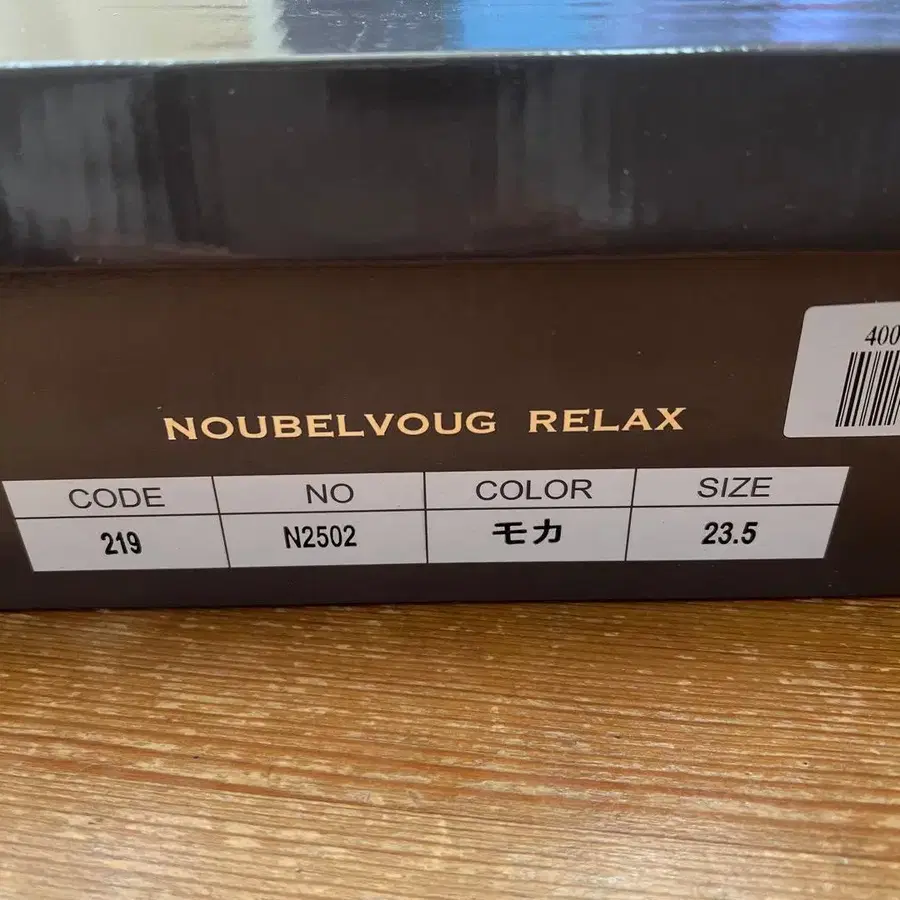 400
NOUBELVOUG RELAX
CODE NO COLOR SIZE
219 N2502 モカ 23.5